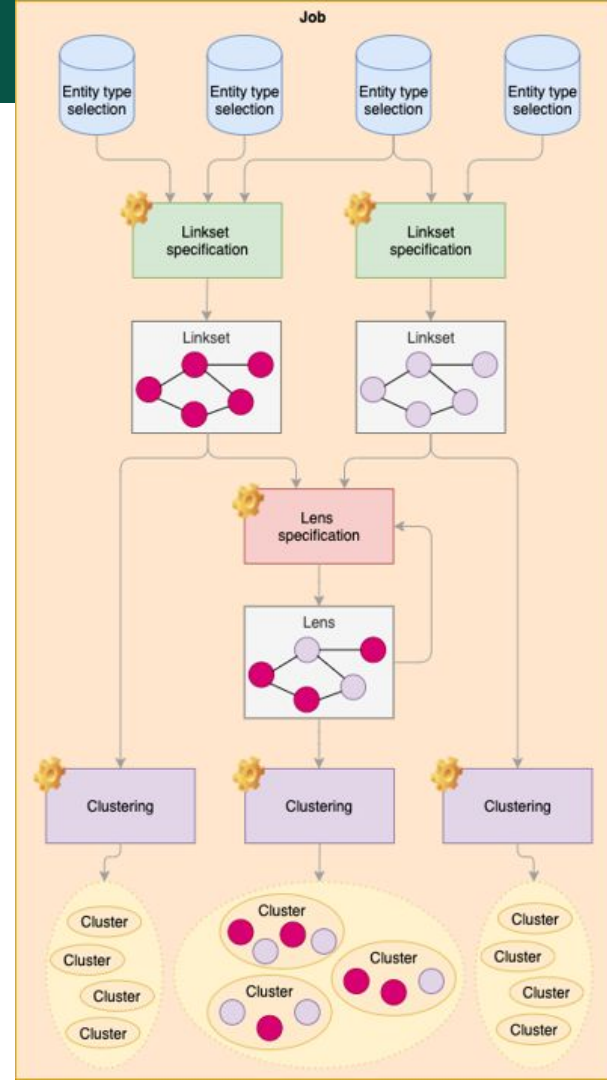 Job
Entity type
selection
Entity type
selection
Entity type
selection
Entity type
selection
Linkset
specification
Linkset
specification
Linkset
Linkset
Lens
specification
Lens
Clustering
Clustering
Clustering
Cluster
Cluster
Cluster
Cluster
Cluster
Cluster
Cluster
Cluster
Cluster
Cluster
Cluster